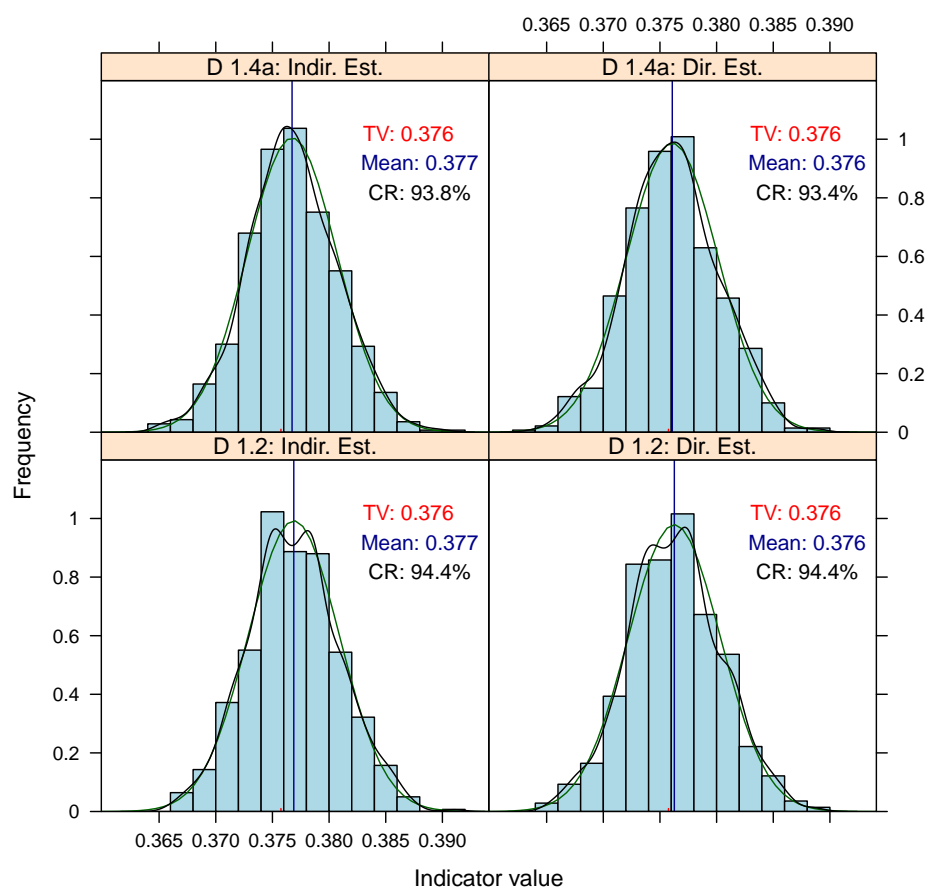 0.365 0.370 0.375 0.380 0.385 0.390
D 1.4a: Indir. Est.
TV: 0.376
Mean: 0.377
CR: 93.8%
D 1.4a: Dir. Est.
TV: 0.376
Mean: 0.376
CR: 93.4%
1
0.8
0.6
0.4
0.2
0
Frequency
D 1.2: Indir. Est.
TV: 0.376
Mean: 0.377
CR: 94.4%
D 1.2: Dir. Est.
TV: 0.376
Mean: 0.376
CR: 94.4%
1
0.8
0.6
0.4
0.2
0
0.365 0.370 0.375 0.380 0.385 0.390
Indicator value